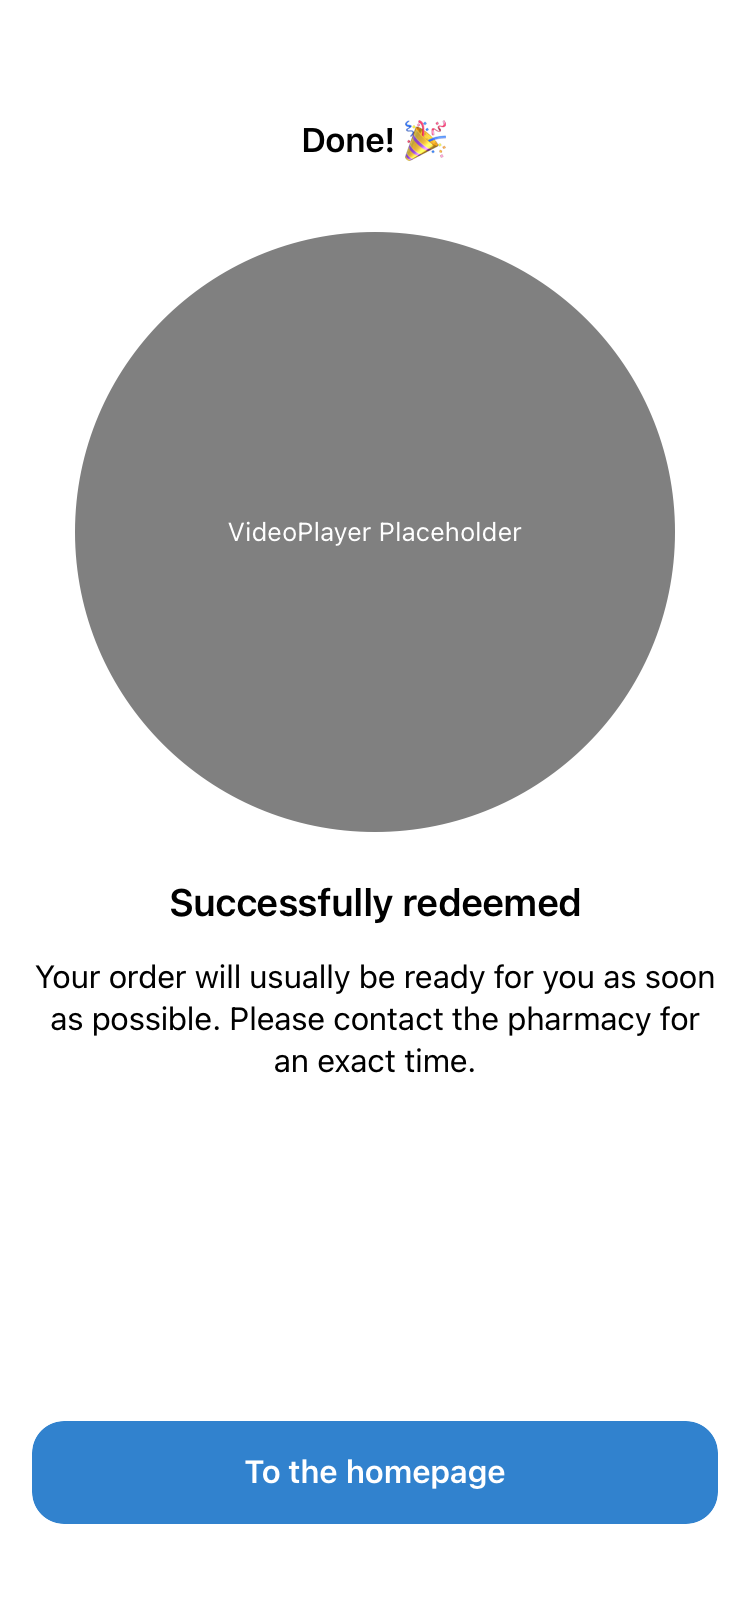 Done! 🎉
VideoPlayer Placeholder
Successfully redeemed
Your order will usually be ready for you as soon
as possible. Please contact the pharmacy for
an exact time.
To the homepage